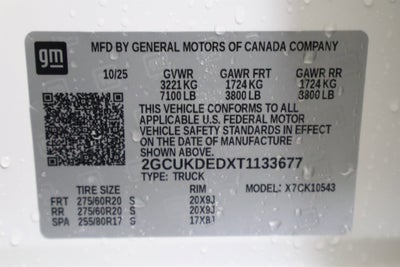 gm
MFD BY GENERAL MOTORS OF CANADA COMPANY
10/25 GVWR GAWR FRT GAWR RR
3221 KG 1724 KG 1724 KG
7100 LB 3800 LB 3800 LB
THIS VEHICLE CONFORMS TO ALL
APPLICABLE U.S. FEDERAL MOTOR
VEHICLE SAFETY STANDARDS IN
EFFECT ON THE DATE OF
MANUFACTURE SHOWN ABOVE.
2GCUKDEDXT1133677
TYPE: TRUCK MODEL: X7CK10543
TIRE SIZE RIM
FRT 275/60R20 S 20X9J
RR 275/60R20 S 20X9J
SPA 255/80R17 S 17X8J